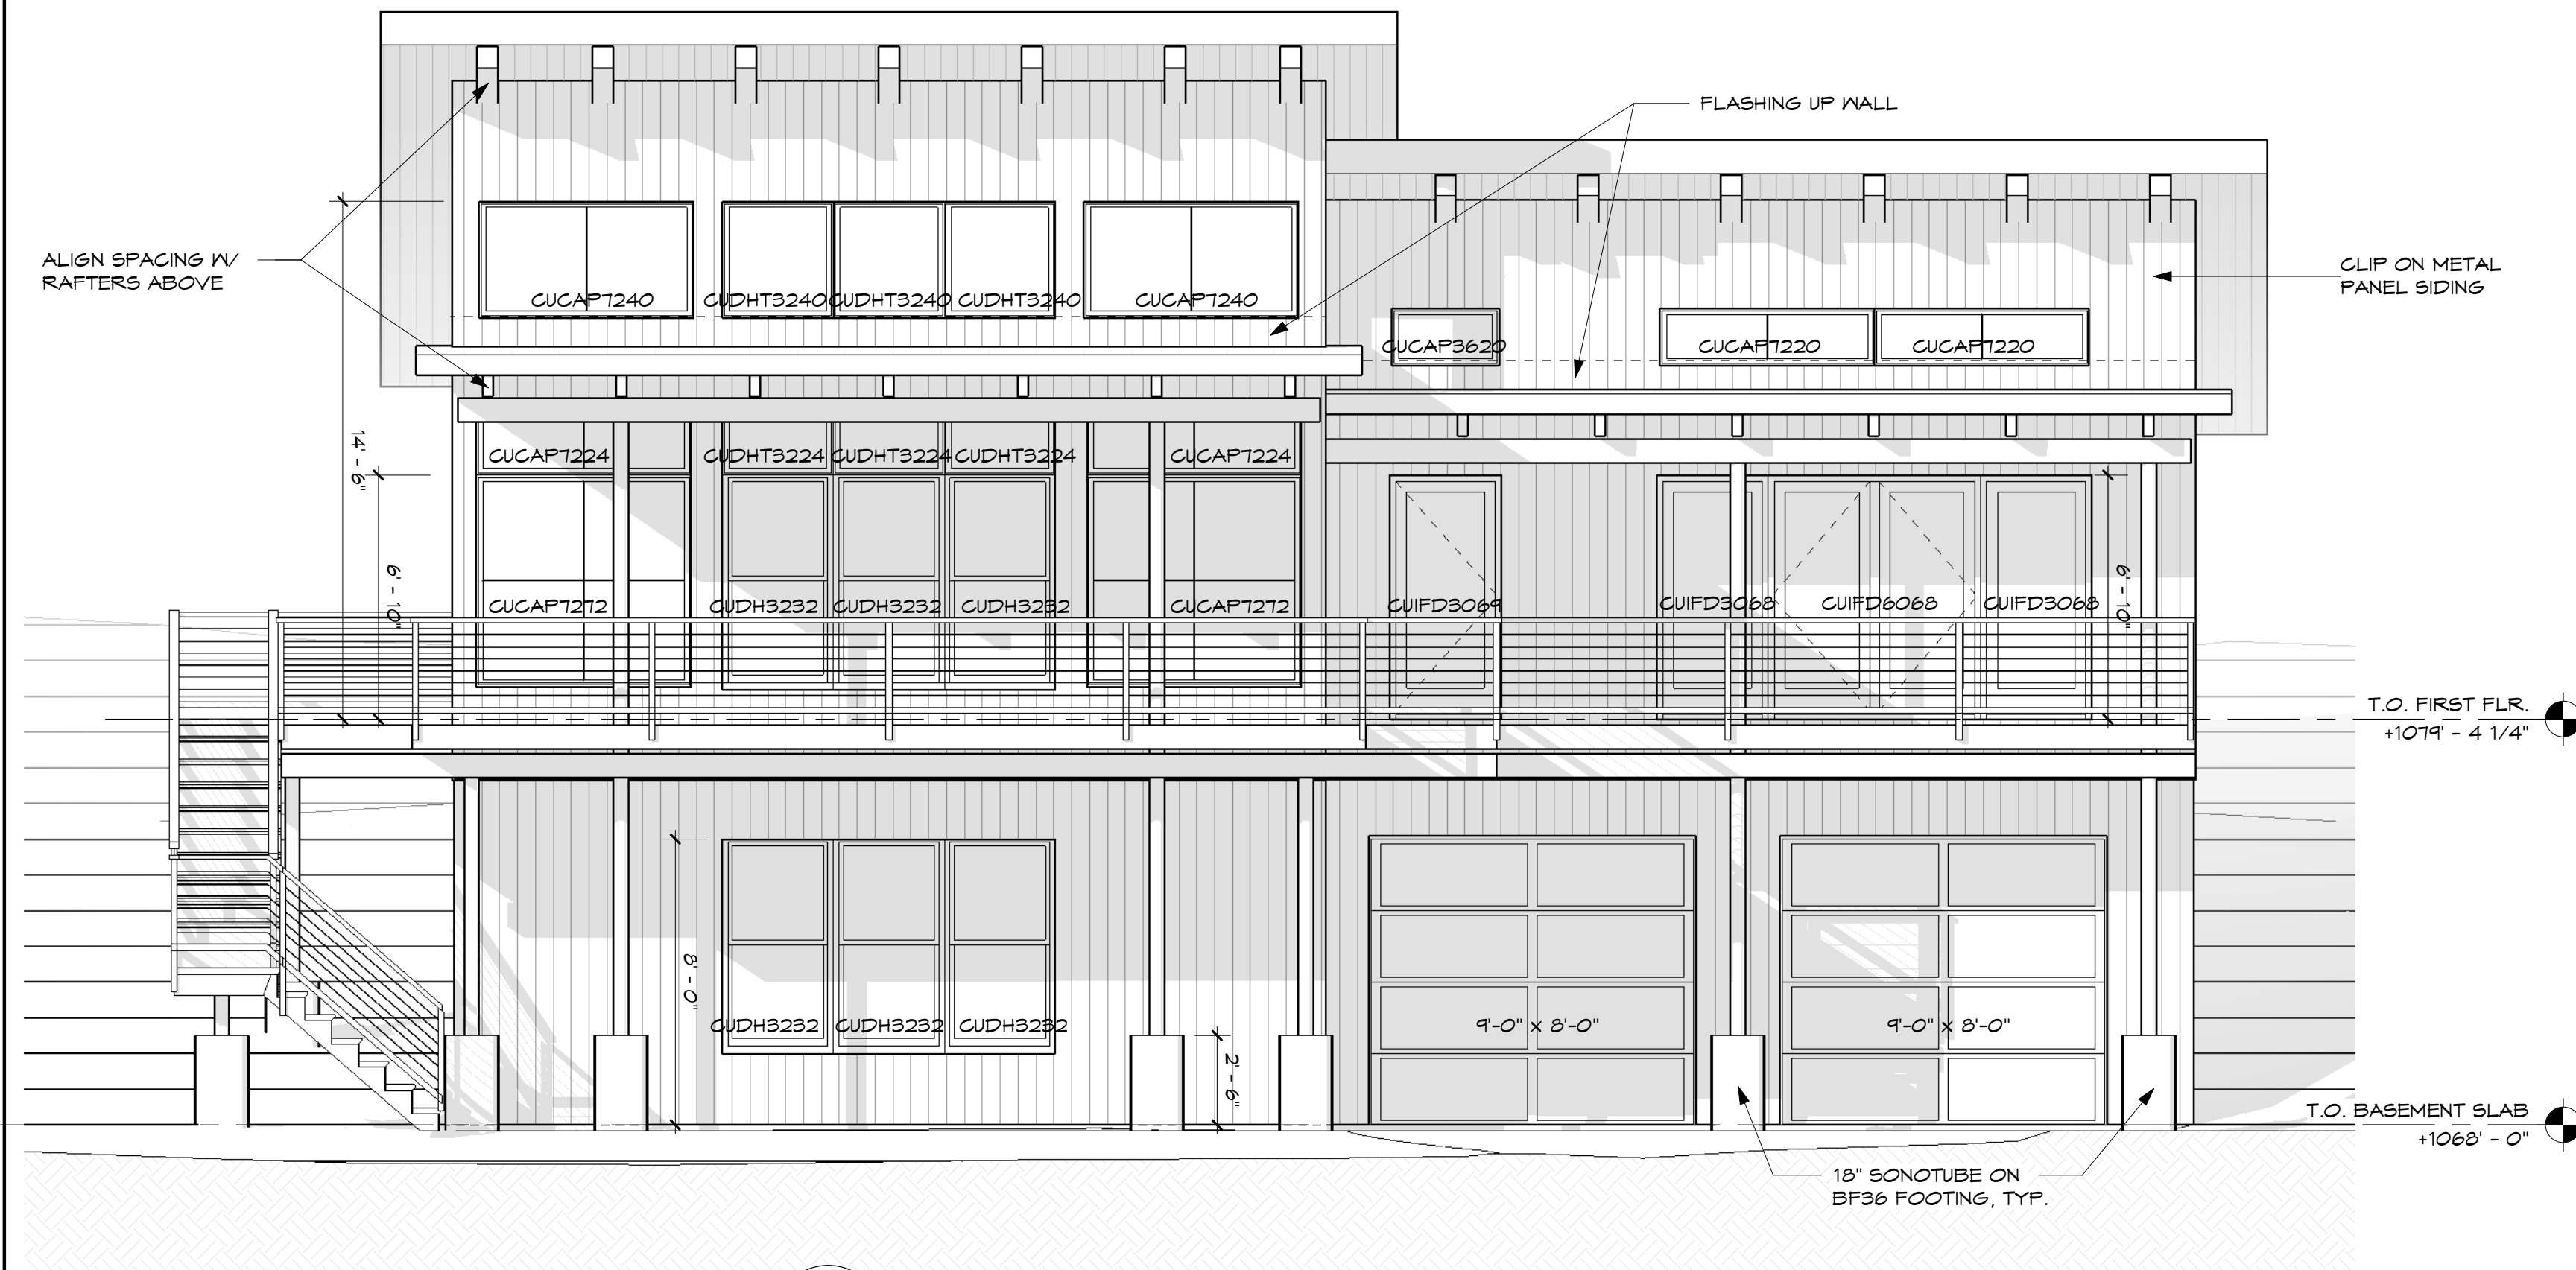 FLASHING UP WALL
ALIGN SPACING W/
RAFTERS ABOVE
CLIP ON METAL
PANEL SIDING
CUCAP7240
CUDHT3240
CUDHT3240
CUDHT3240
CUCAP7240
CUCAP3620
CUCAP7220
CUCAP7220
14' - 6"
CUCAP7224
CUDHT3224
CUDHT3224
CUDHT3224
CUCAP7224
6' - 10"
6' - 10"
CUCAP7272
CUDH3232
CUDH3232
CUDH3232
CUCAP7272
CUIFD3069
CUIFD3068
CUIFD6068
CUIFD3068
T.O. FIRST FLR.
+1079' - 4 1/4"
8' - 0"
CUDH3232
CUDH3232
CUDH3232
9'-0" x 8'-0"
9'-0" x 8'-0"
2' - 6"
T.O. BASEMENT SLAB
+1068' - 0"
18" SONOTUBE ON
BF36 FOOTING, TYP.